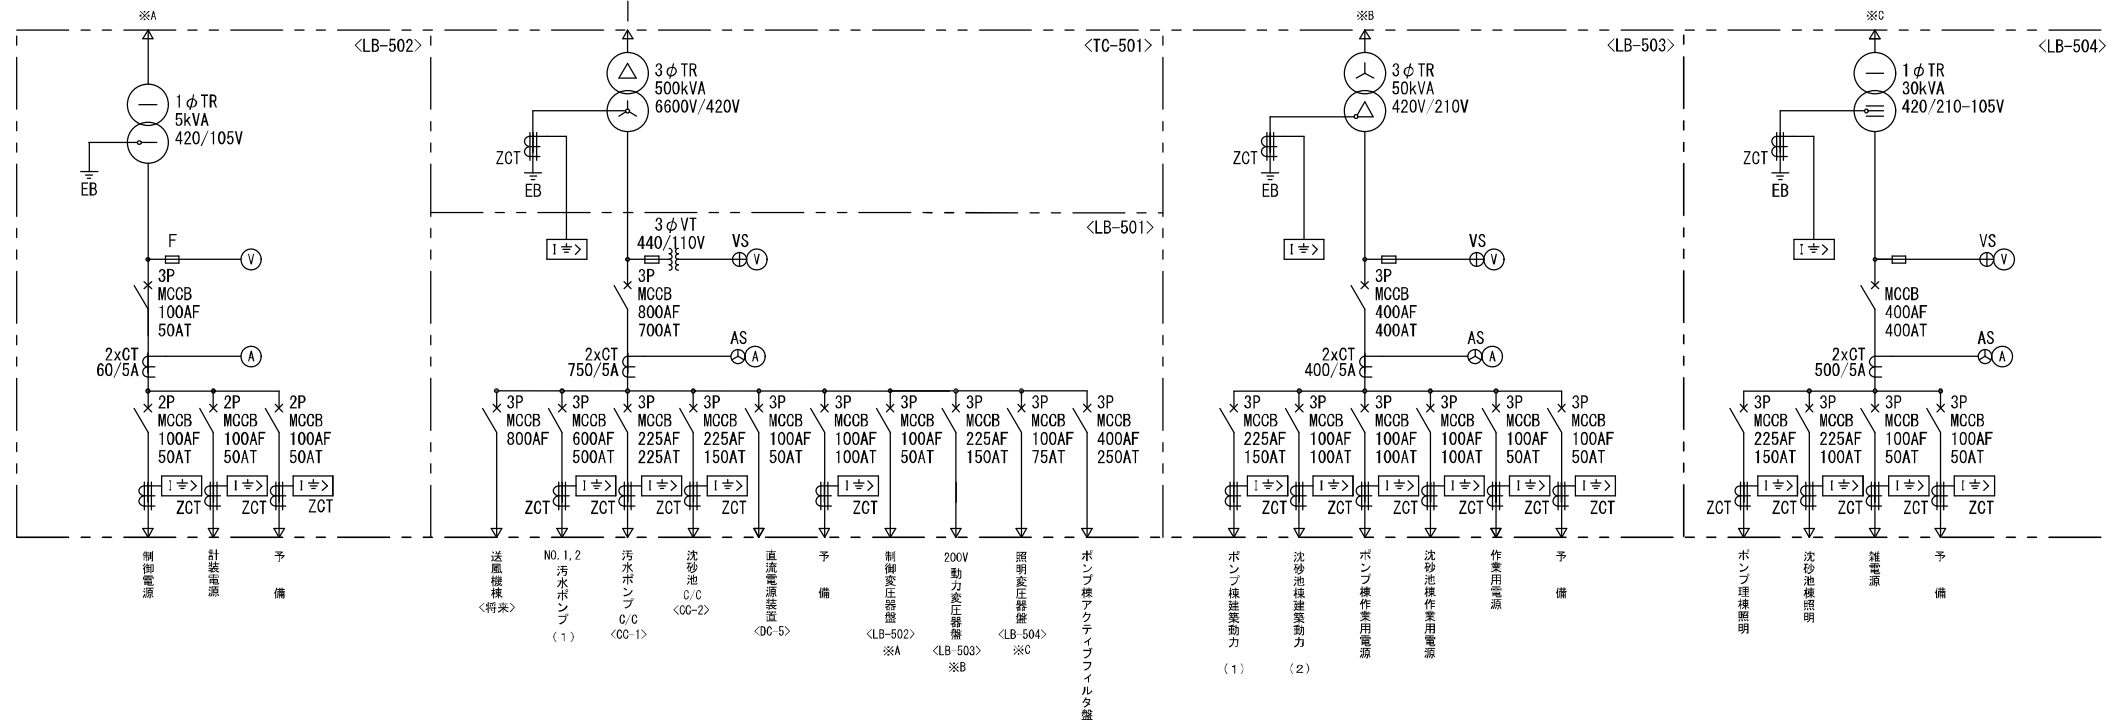 ※A
<LB-502>
1φTR
5kVA
420/105V
EB
F
V
3P
MCCB
100AF
50AT
2xCT
60/5A
A
2P
MCCB
100AF
50AT
ZCT
I
制御電源
2P
MCCB
100AF
50AT
ZCT
I
計装電源
2P
MCCB
100AF
50AT
ZCT
I
予備
<TC-501>
3φTR
500kVA
6600V/420V
ZCT
EB
I
<LB-501>
3φVT
440/110V
VS
V
3P
MCCB
800AF
700AT
2xCT
750/5A
AS
A
3P
MCCB
800AF
送風機棟
<将来>
3P
MCCB
600AF
500AT
ZCT
I
NO.1,2
汚水ポンプ
(1)
3P
MCCB
225AF
225AT
ZCT
I
汚水ポンプ
C/C
<CC-1>
3P
MCCB
225AF
150AT
ZCT
I
沈砂池
C/C
<CC-2>
3P
MCCB
100AF
50AT
直流電源装置
<DC-5>
3P
MCCB
100AF
100AT
ZCT
I
予備
3P
MCCB
100AF
50AT
制御変圧器盤
<LB-502>
※A
3P
MCCB
225AF
150AT
200V
動力変圧器盤
<LB-503>
※B
3P
MCCB
100AF
75AT
照明変圧器盤
<LB-504>
※C
3P
MCCB
400AF
250AT
ポンプ棟アクティブフィルタ盤
※B
<LB-503>
3φTR
50kVA
420V/210V
ZCT
EB
I
VS
V
3P
MCCB
400AF
400AT
2xCT
400/5A
AS
A
3P
MCCB
225AF
150AT
ZCT
I
ポンプ棟建築動力
(1)
3P
MCCB
100AF
100AT
ZCT
I
沈砂池棟建築動力
(2)
3P
MCCB
100AF
100AT
ZCT
I
ポンプ棟作業用電源
3P
MCCB
100AF
100AT
ZCT
I
沈砂池棟作業用電源
3P
MCCB
100AF
50AT
ZCT
I
作業用電源
3P
MCCB
100AF
50AT
ZCT
I
予備
※C
<LB-504>
1φTR
30kVA
420/210-105V
ZCT
EB
I
VS
V
MCCB
400AF
400AT
2xCT
500/5A
AS
A
3P
MCCB
225AF
150AT
ZCT
I
ポンプ理棟照明
3P
MCCB
225AF
100AT
ZCT
I
沈砂池棟照明
3P
MCCB
100AF
50AT
ZCT
I
雑電源
3P
MCCB
100AF
50AT
ZCT
I
予備